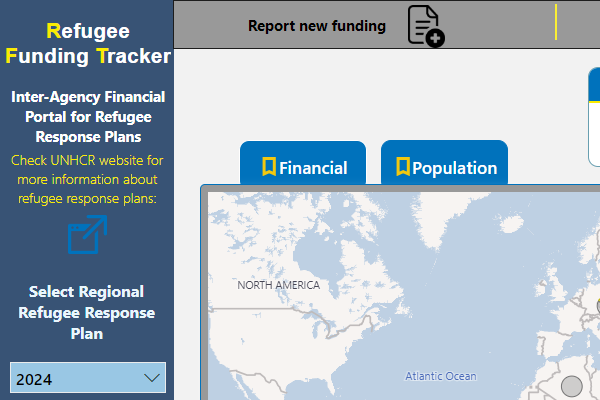 Refugee
Funding Tracker
Report new funding
Inter-Agency Financial
Portal for Refugee
Response Plans
Check UNHCR website for
more information about
refugee response plans:
Select Regional
Refugee Response
Plan
2024
Financial
Population
NORTH AMERICA
Atlantic Ocean